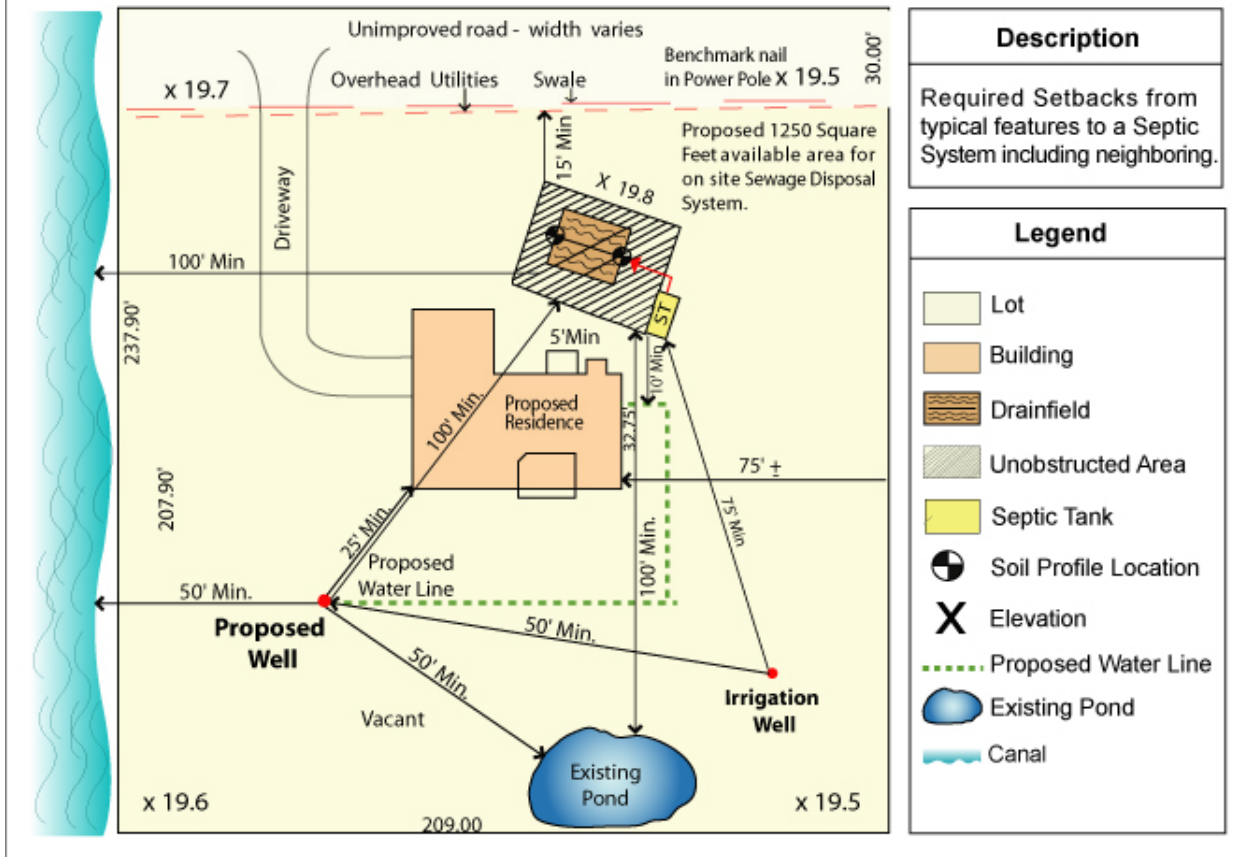 Unimproved road - width varies
30.00'
Benchmark nail
in Power Pole x 19.5
x 19.7
Overhead Utilities
Swale
15' Min
Proposed 1250 Square
Feet available area for
on site Sewage Disposal
System.
X 19.8
Driveway
100' Min
237.90'
ST
5'Min
10' Min
Proposed
Residence
100' Min.
32.75'
75' ±
207.90'
25' Min.
75' Min
100' Min.
Proposed
Water Line
50' Min.
Proposed
Well
50' Min.
50' Min.
Irrigation
Well
Vacant
Existing
Pond
x 19.6
x 19.5
209.00
Description
Required Setbacks from
typical features to a Septic
System including neighboring.
Legend
Lot
Building
Drainfield
Unobstructed Area
Septic Tank
Soil Profile Location
X Elevation
Proposed Water Line
Existing Pond
Canal